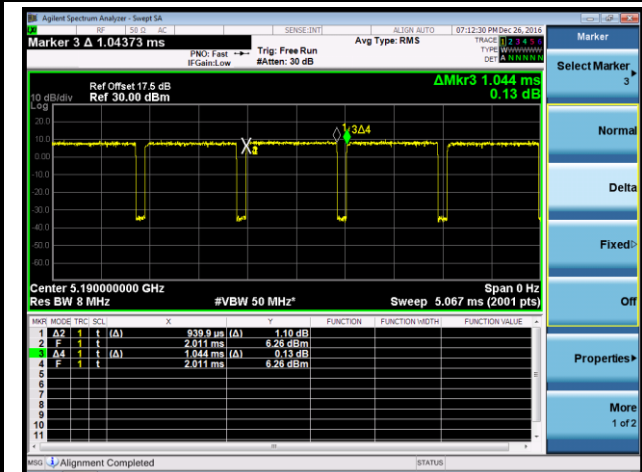 Agilent Spectrum Analyzer - Swept SA
RF 50 Ω AC SENSE:INT ALIGN AUTO 07:12:30 PM Dec 26, 2016
Marker 3 Δ 1.04373 ms
PNO: Fast
IFGain:Low
Trig: Free Run
#Atten: 30 dB
Avg Type: RMS
TRACE 1 2 3 4 5 6
TYPE
DET A N N N N N
Ref Offset 17.5 dB
Ref 30.00 dBm
10 dB/div
Log
ΔMkr3 1.044 ms
0.13 dB
20.0
10.0
0.00
-10.0
-20.0
-30.0
-40.0
-50.0
-60.0
3Δ4
Center 5.190000000 GHz
Span 0 Hz
Res BW 8 MHz
#VBW 50 MHz*
Sweep 5.067 ms (2001 pts)
MKR MODE TRC SCL X Y FUNCTION FUNCTION WIDTH FUNCTION VALUE
1 Δ2 1 t (Δ) 939.9 µs (Δ) 1.10 dB
2 F 1 t 2.011 ms 6.26 dBm
3 Δ4 1 t (Δ) 1.044 ms (Δ) 0.13 dB
4 F 1 t 2.011 ms 6.26 dBm
5
6
7
8
9
10
11
MSG Alignment Completed
STATUS
Marker
Select Marker
3
Normal
Delta
Fixed
Off
Properties
More
1 of 2